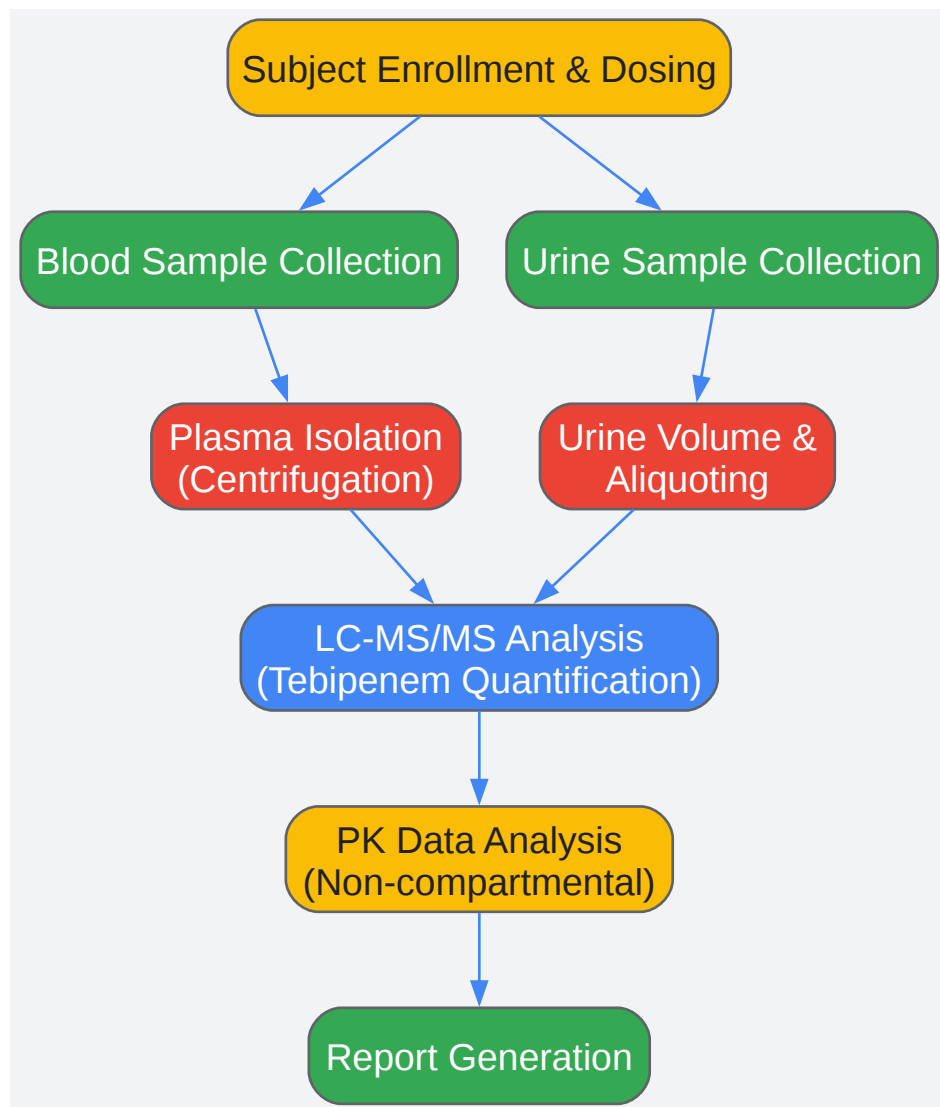 Subject Enrollment & Dosing
Blood Sample Collection
Urine Sample Collection
Plasma Isolation
(Centrifugation)
Urine Volume &
Aliquoting
LC-MS/MS Analysis
(Tebipenem Quantification)
PK Data Analysis
(Non-compartmental)
Report Generation